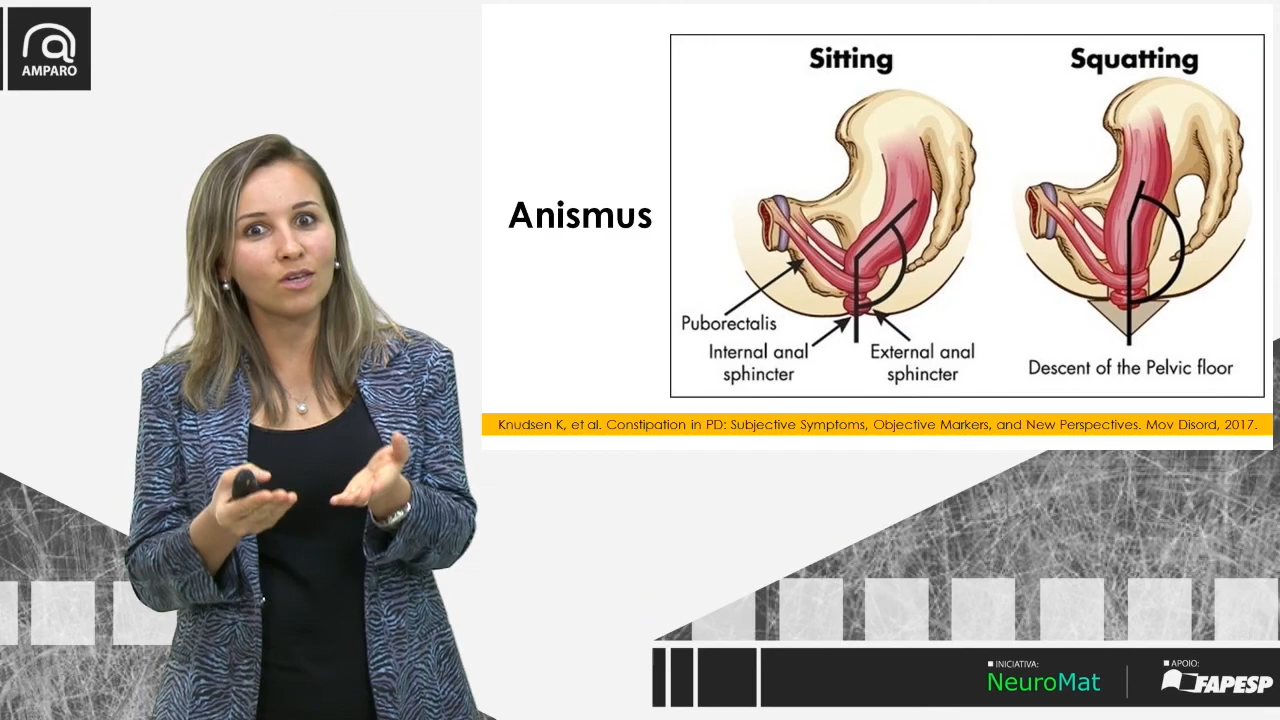 AMPARO
Anismus
Sitting
Squatting
Puborectalis
Internal anal
sphincter
External anal
sphincter
Descent of the Pelvic floor
Knudsen K, et al. Constipation in PD: Subjective Symptoms, Objective Markers, and New Perspectives. Mov Disord, 2017.
INICIATIVA:
NeuroMat
APOIO:
FAPESP